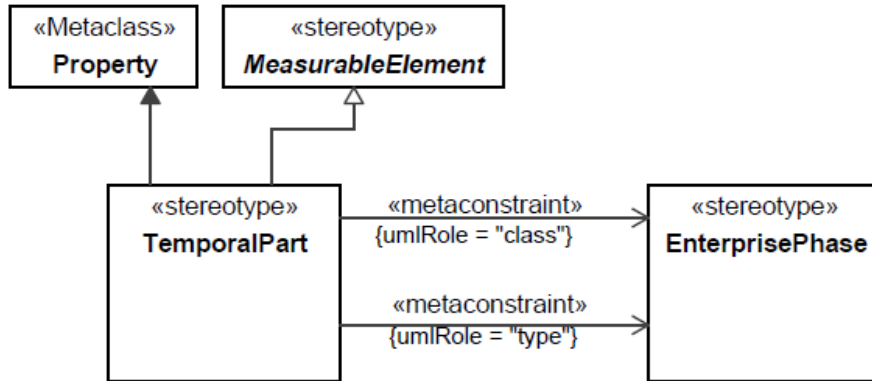 «Metaclass»
Property
«stereotype»
MeasurableElement
«stereotype»
TemporalPart
«metaconstraint»
{umlRole = "class"}
«metaconstraint»
{umlRole = "type"}
«stereotype»
EnterprisePhase